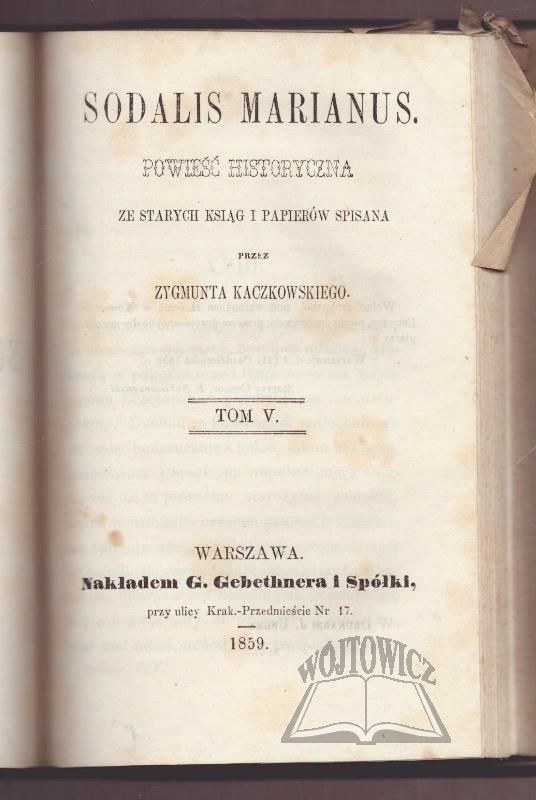 SODALIS MARIANUS.
POWIEŚĆ HISTORYCZNA
ZE STARYCH KSIĄG I PAPIERÓW SPISANA
PRZEZ
ZYGMUNTA KACZKOWSKIEGO.
TOM V.
WARSZAWA.
Nakładem G. Gebethnera i Spółki,
przy ulicy Krak.-Przedmieście Nr 17.
1859.
WÓJTOWICZ